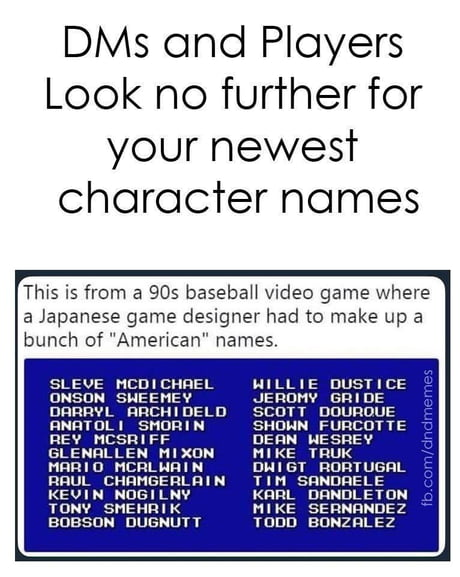 DMs and Players
Look no further for
your newest
character names
This is from a 90s baseball video game where
a Japanese game designer had to make up a
bunch of "American" names.
SLEVE MCDICHAEL
ONSON SWEEMEY
DARRYL ARCHIDELD
ANATOLI SMORIN
REY MCSRIFF
GLENALLEN MIXON
MARIO MCRLWAIN
RAUL CHAMGERLAIN
KEVIN NOGILNY
TONY SMEHRIK
BOBSON DUGNUTT
WILLIE DUSTICE
JEROMY GRIDE
SCOTT DOURQUE
SHOWN FURCOTTE
DEAN WESREY
MIKE TRUK
DWIGT RORTUGAL
TIM SANDAELE
KARL DANDLETON
MIKE SERNANDEZ
TODD BONZALEZ
fb.com/dndmemes